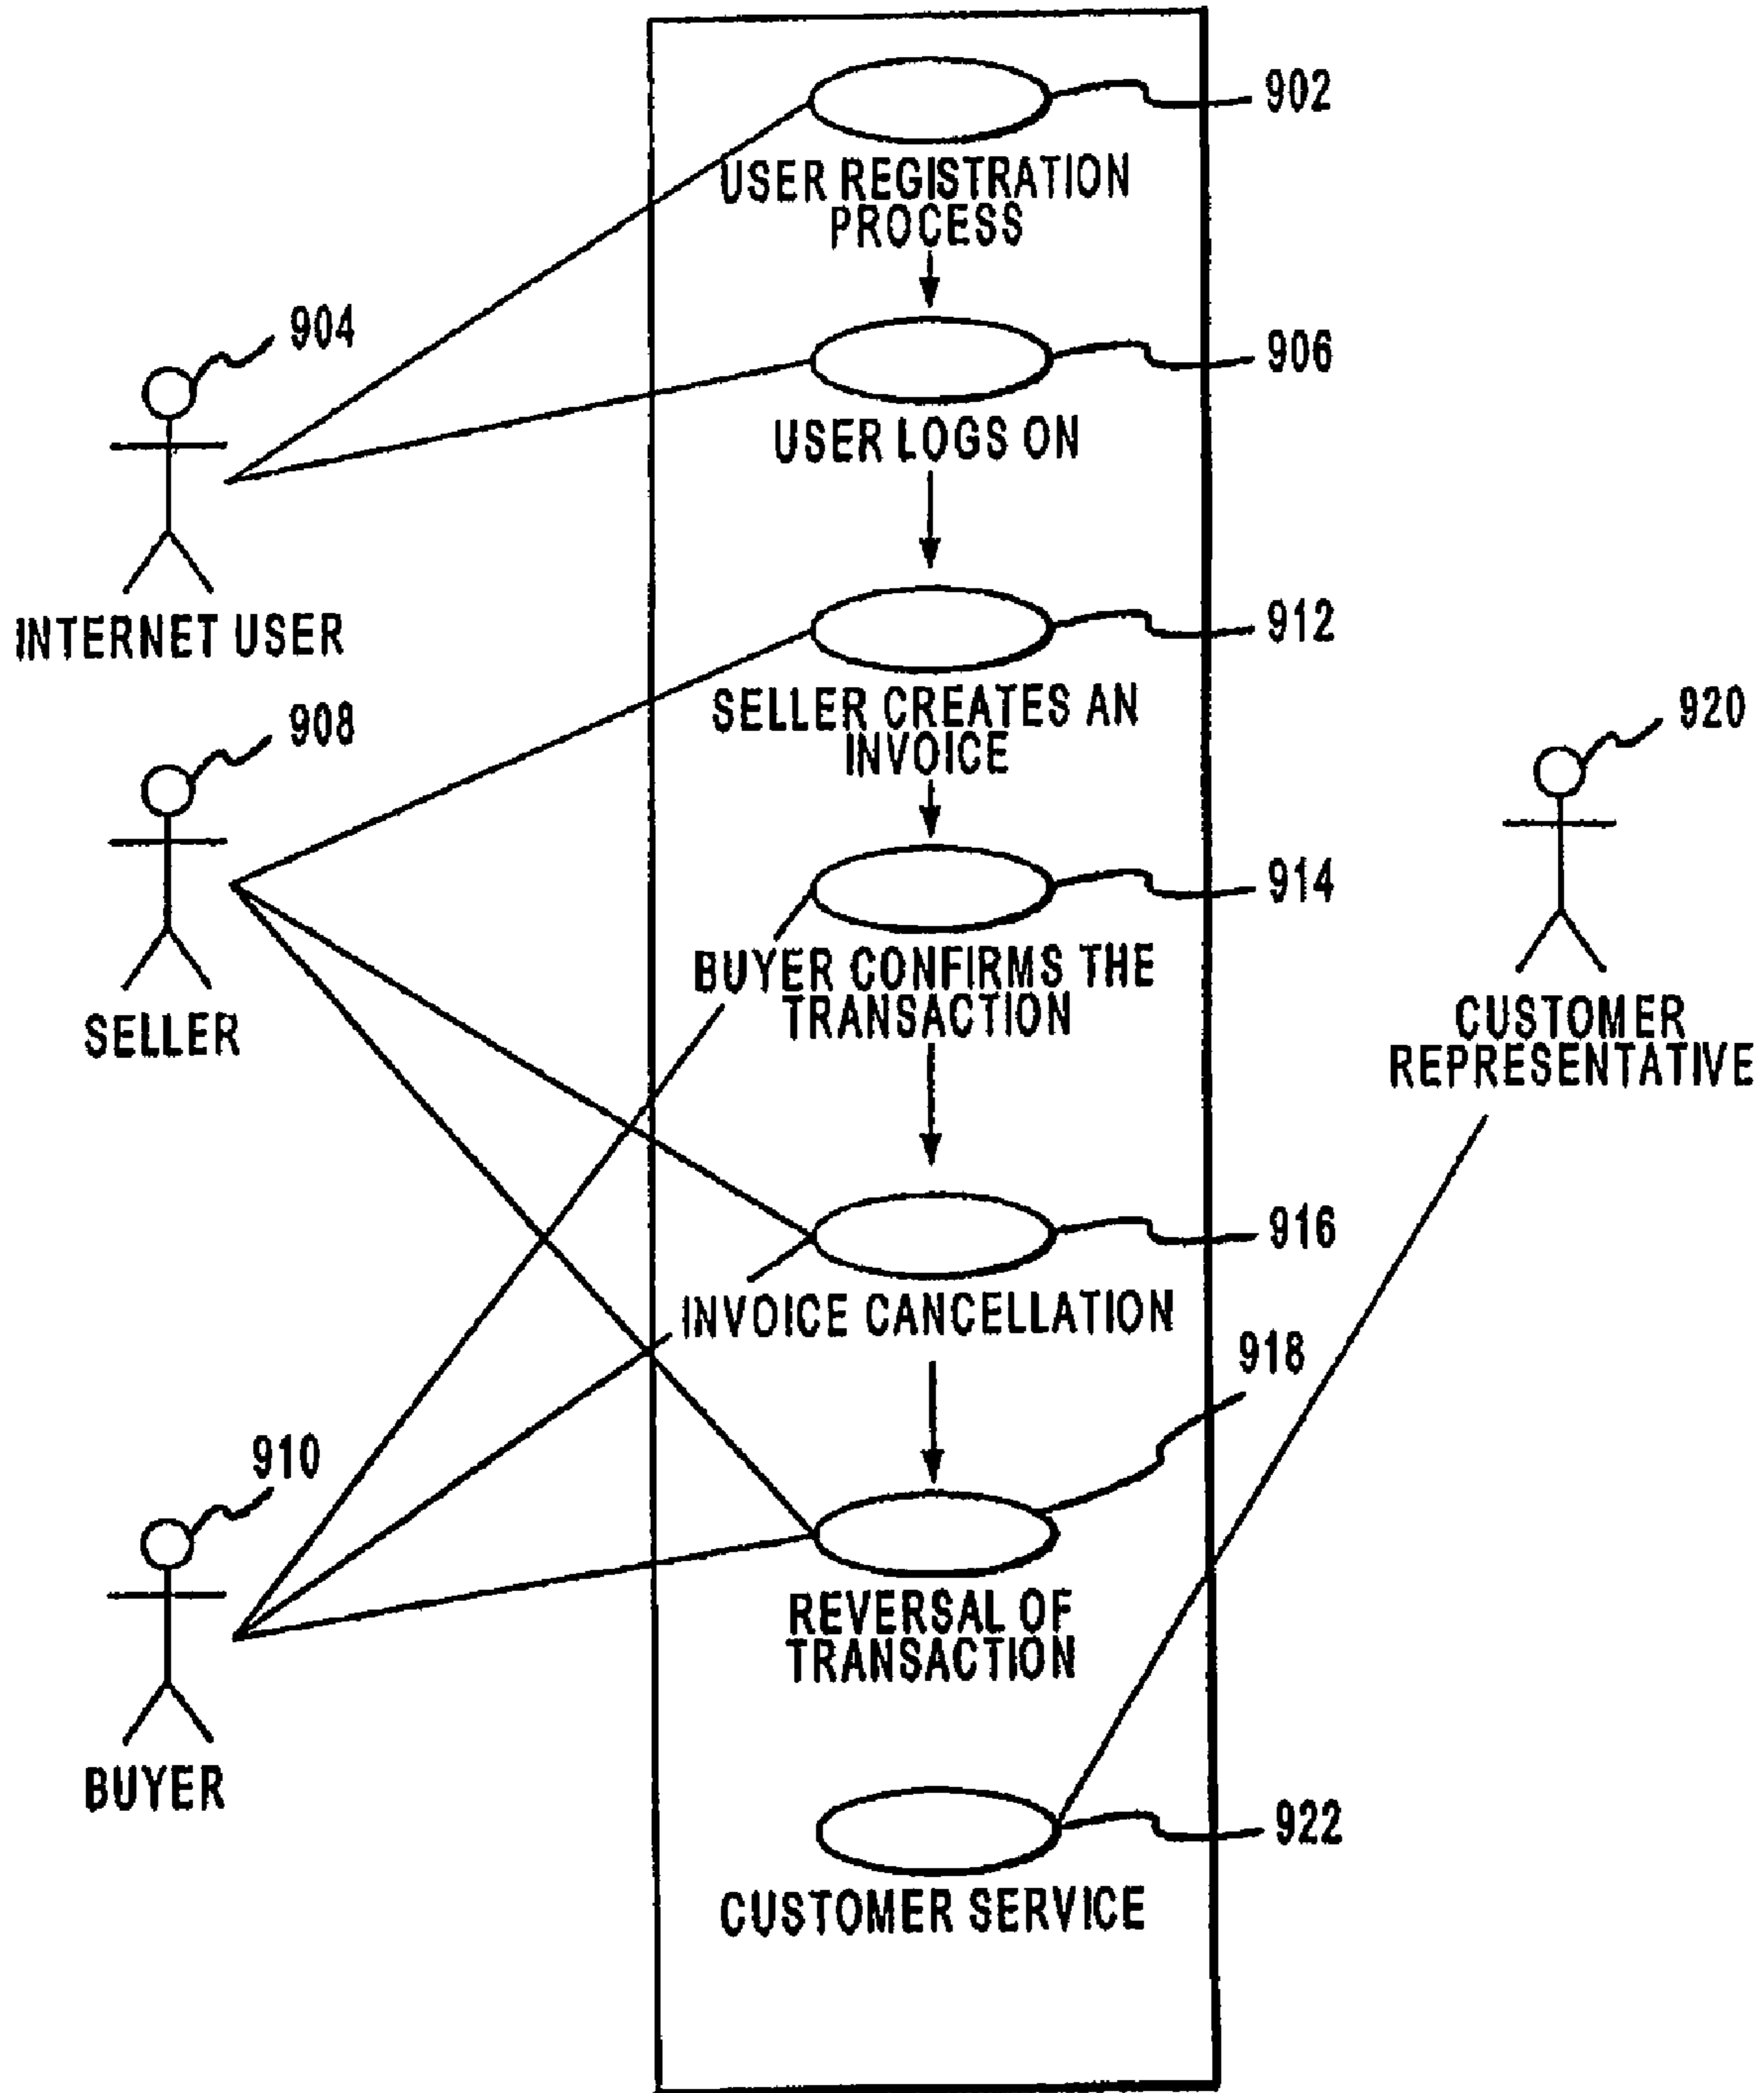 902
USER REGISTRATION
PROCESS
904
906
USER LOGS ON
INTERNET USER
912
SELLER CREATES AN
INVOICE
908
920
914
BUYER CONFIRMS THE
TRANSACTION
SELLER
CUSTOMER
REPRESENTATIVE
916
INVOICE CANCELLATION
918
910
REVERSAL OF
TRANSACTION
BUYER
922
CUSTOMER SERVICE